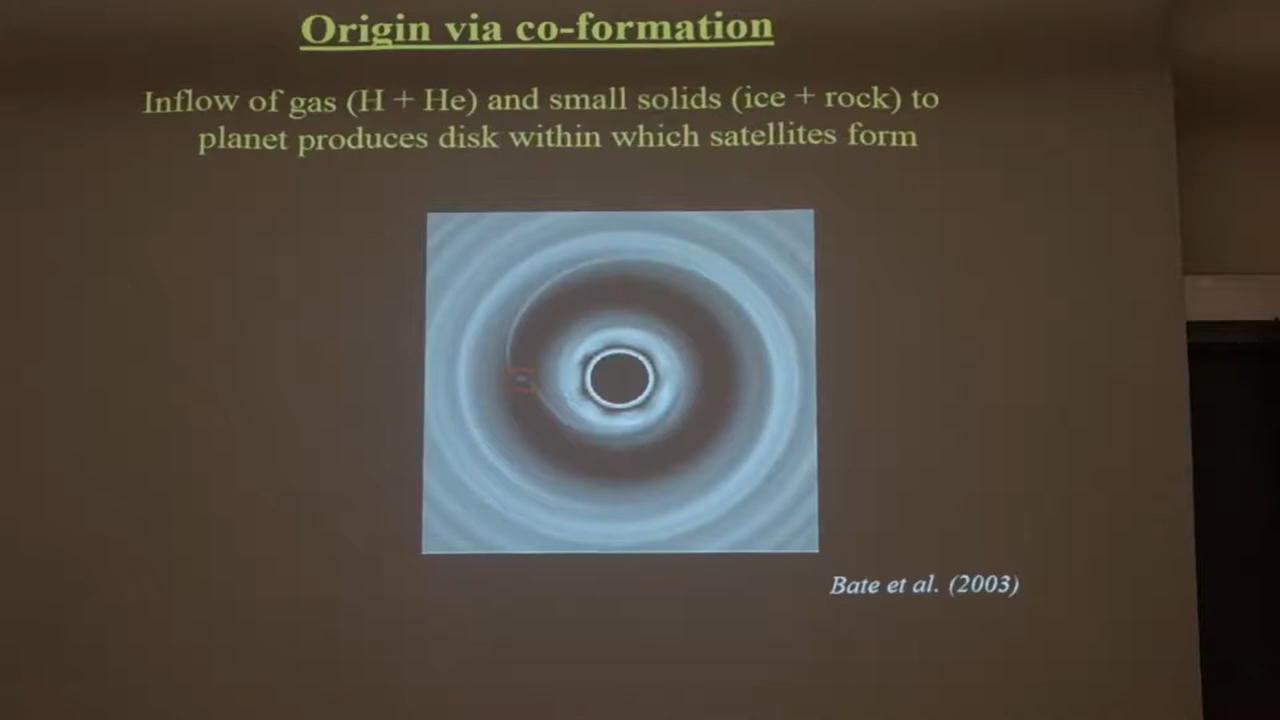 Origin via co-formation
Inflow of gas (H + He) and small solids (ice + rock) to
planet produces disk within which satellites form
Bate et al. (2003)